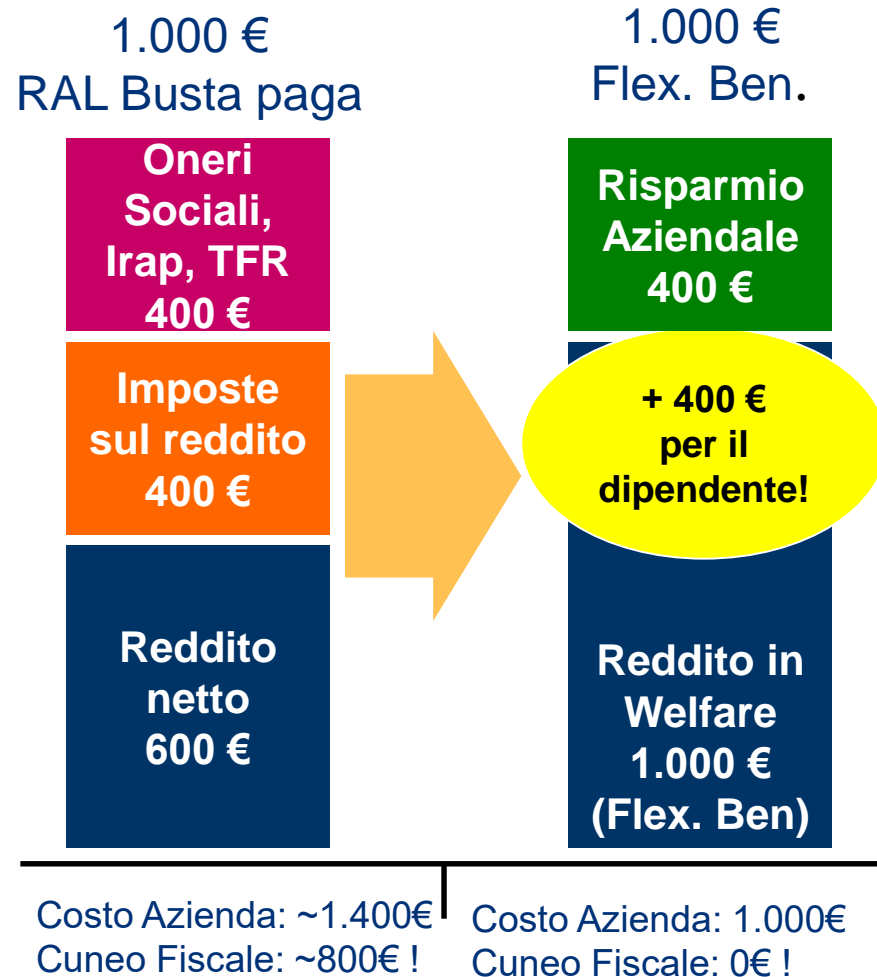 1.000 €
RAL Busta paga
Oneri
Sociali,
Irap, TFR
400 €
Imposte
sul reddito
400 €
Reddito
netto
600 €
Costo Azienda: ~1.400€
Cuneo Fiscale: ~800€ !
1.000 €
Flex. Ben.
Risparmio
Aziendale
400 €
+ 400 €
per il
dipendente!
Reddito in
Welfare
1.000 €
(Flex. Ben)
Costo Azienda: 1.000€
Cuneo Fiscale: 0€ !